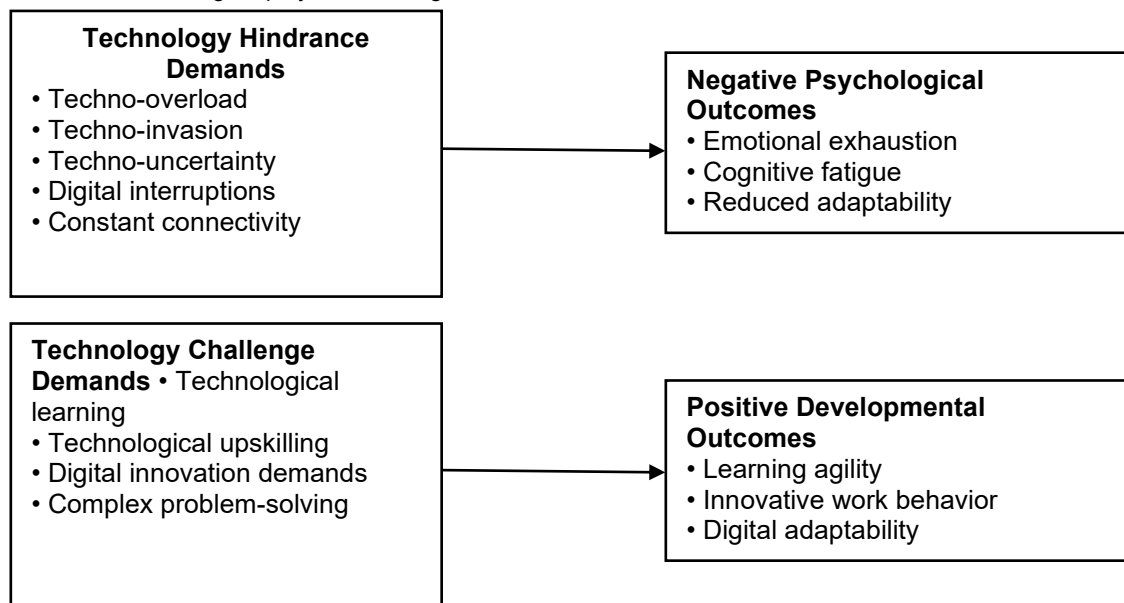 Technology Hindrance
Demands
• Techno-overload
• Techno-invasion
• Techno-uncertainty
• Digital interruptions
• Constant connectivity
Negative Psychological
Outcomes
• Emotional exhaustion
• Cognitive fatigue
• Reduced adaptability
Technology Challenge
Demands • Technological
learning
• Technological upskilling
• Digital innovation demands
• Complex problem-solving
Positive Developmental
Outcomes
• Learning agility
• Innovative work behavior
• Digital adaptability